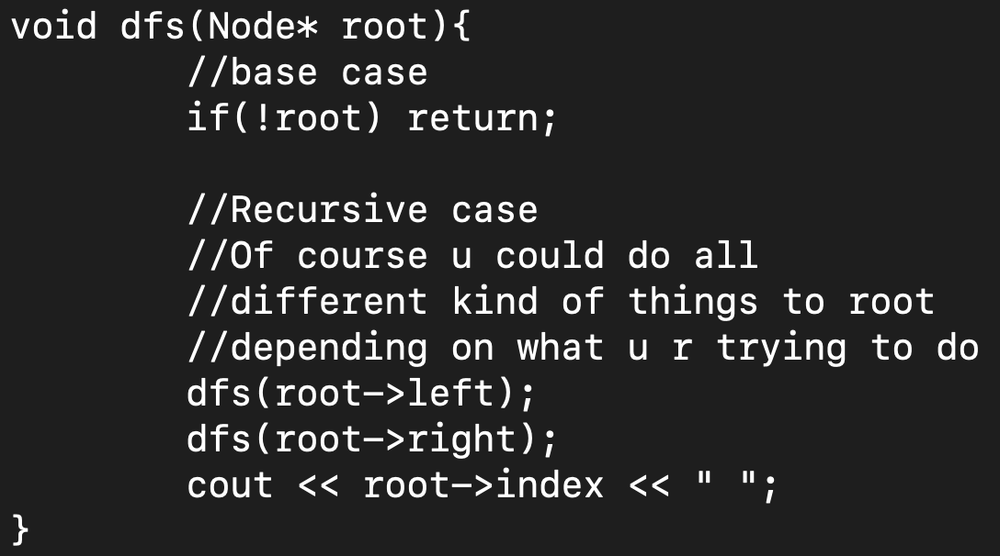 void dfs(Node* root){
//base case
if(!root) return;
//Recursive case
//Of course u could do all
//different kind of things to root
//depending on what u r trying to do
dfs(root->left);
dfs(root->right);
cout << root->index << " ";
}